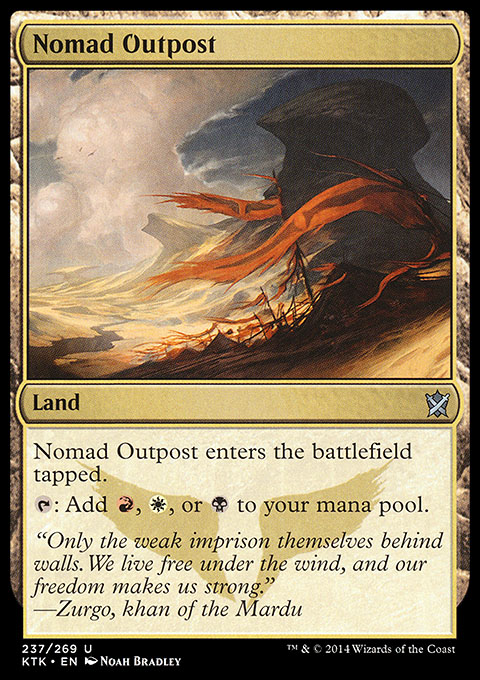 Nomad Outpost
Land
Nomad Outpost enters the battlefield
tapped.
: Add , , or to your mana pool.
“Only the weak imprison themselves behind
walls. We live free under the wind, and our
freedom makes us strong.”
—Zurgo, khan of the Mardu
237/269 U
KTK • EN Noah Bradley
™ & © 2014 Wizards of the Coast